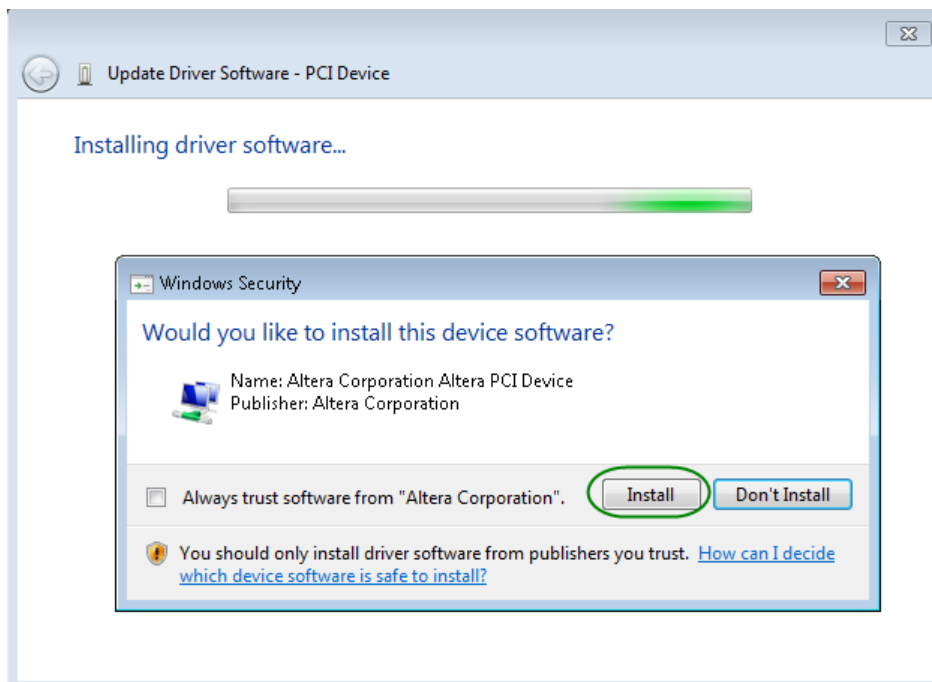 Update Driver Software - PCI Device
Installing driver software...
Windows Security
Would you like to install this device software?
Name: Altera Corporation Altera PCI Device
Publisher: Altera Corporation
Always trust software from "Altera Corporation".
Install
Don't Install
You should only install driver software from publishers you trust. How can I decide
which device software is safe to install?